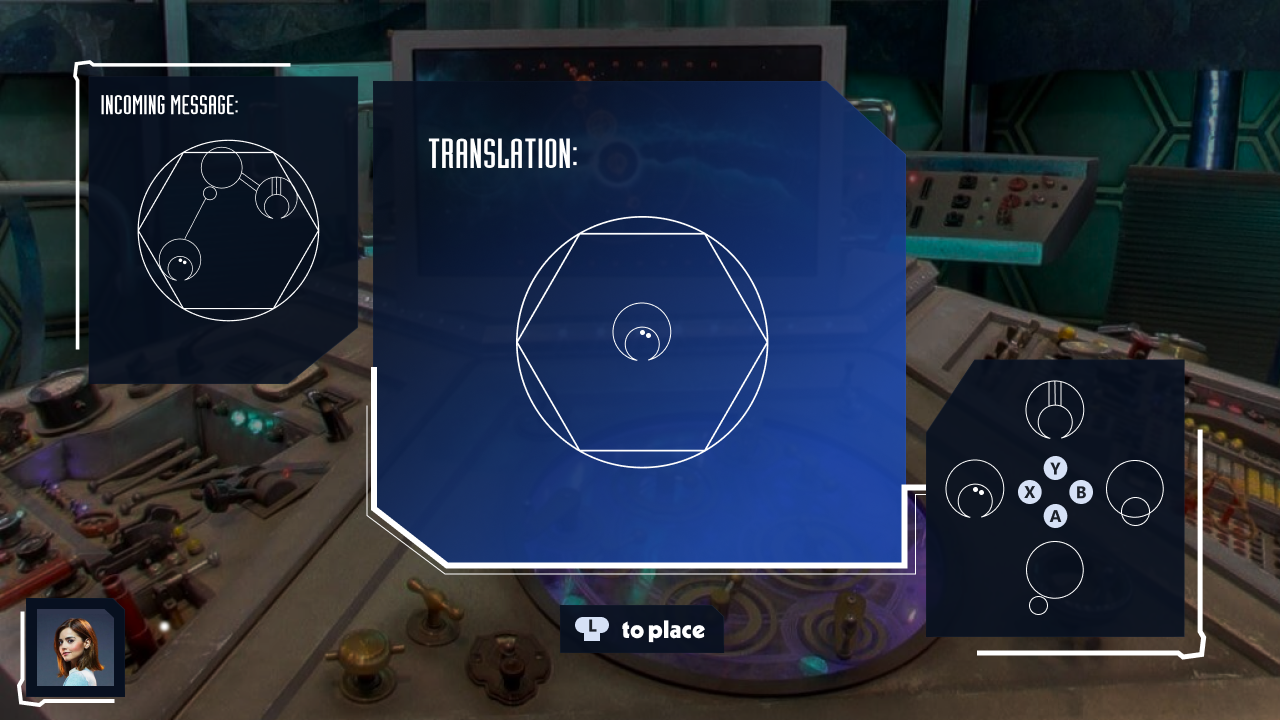 INCOMING MESSAGE:
TRANSLATION:
Y
X B
A
L to place